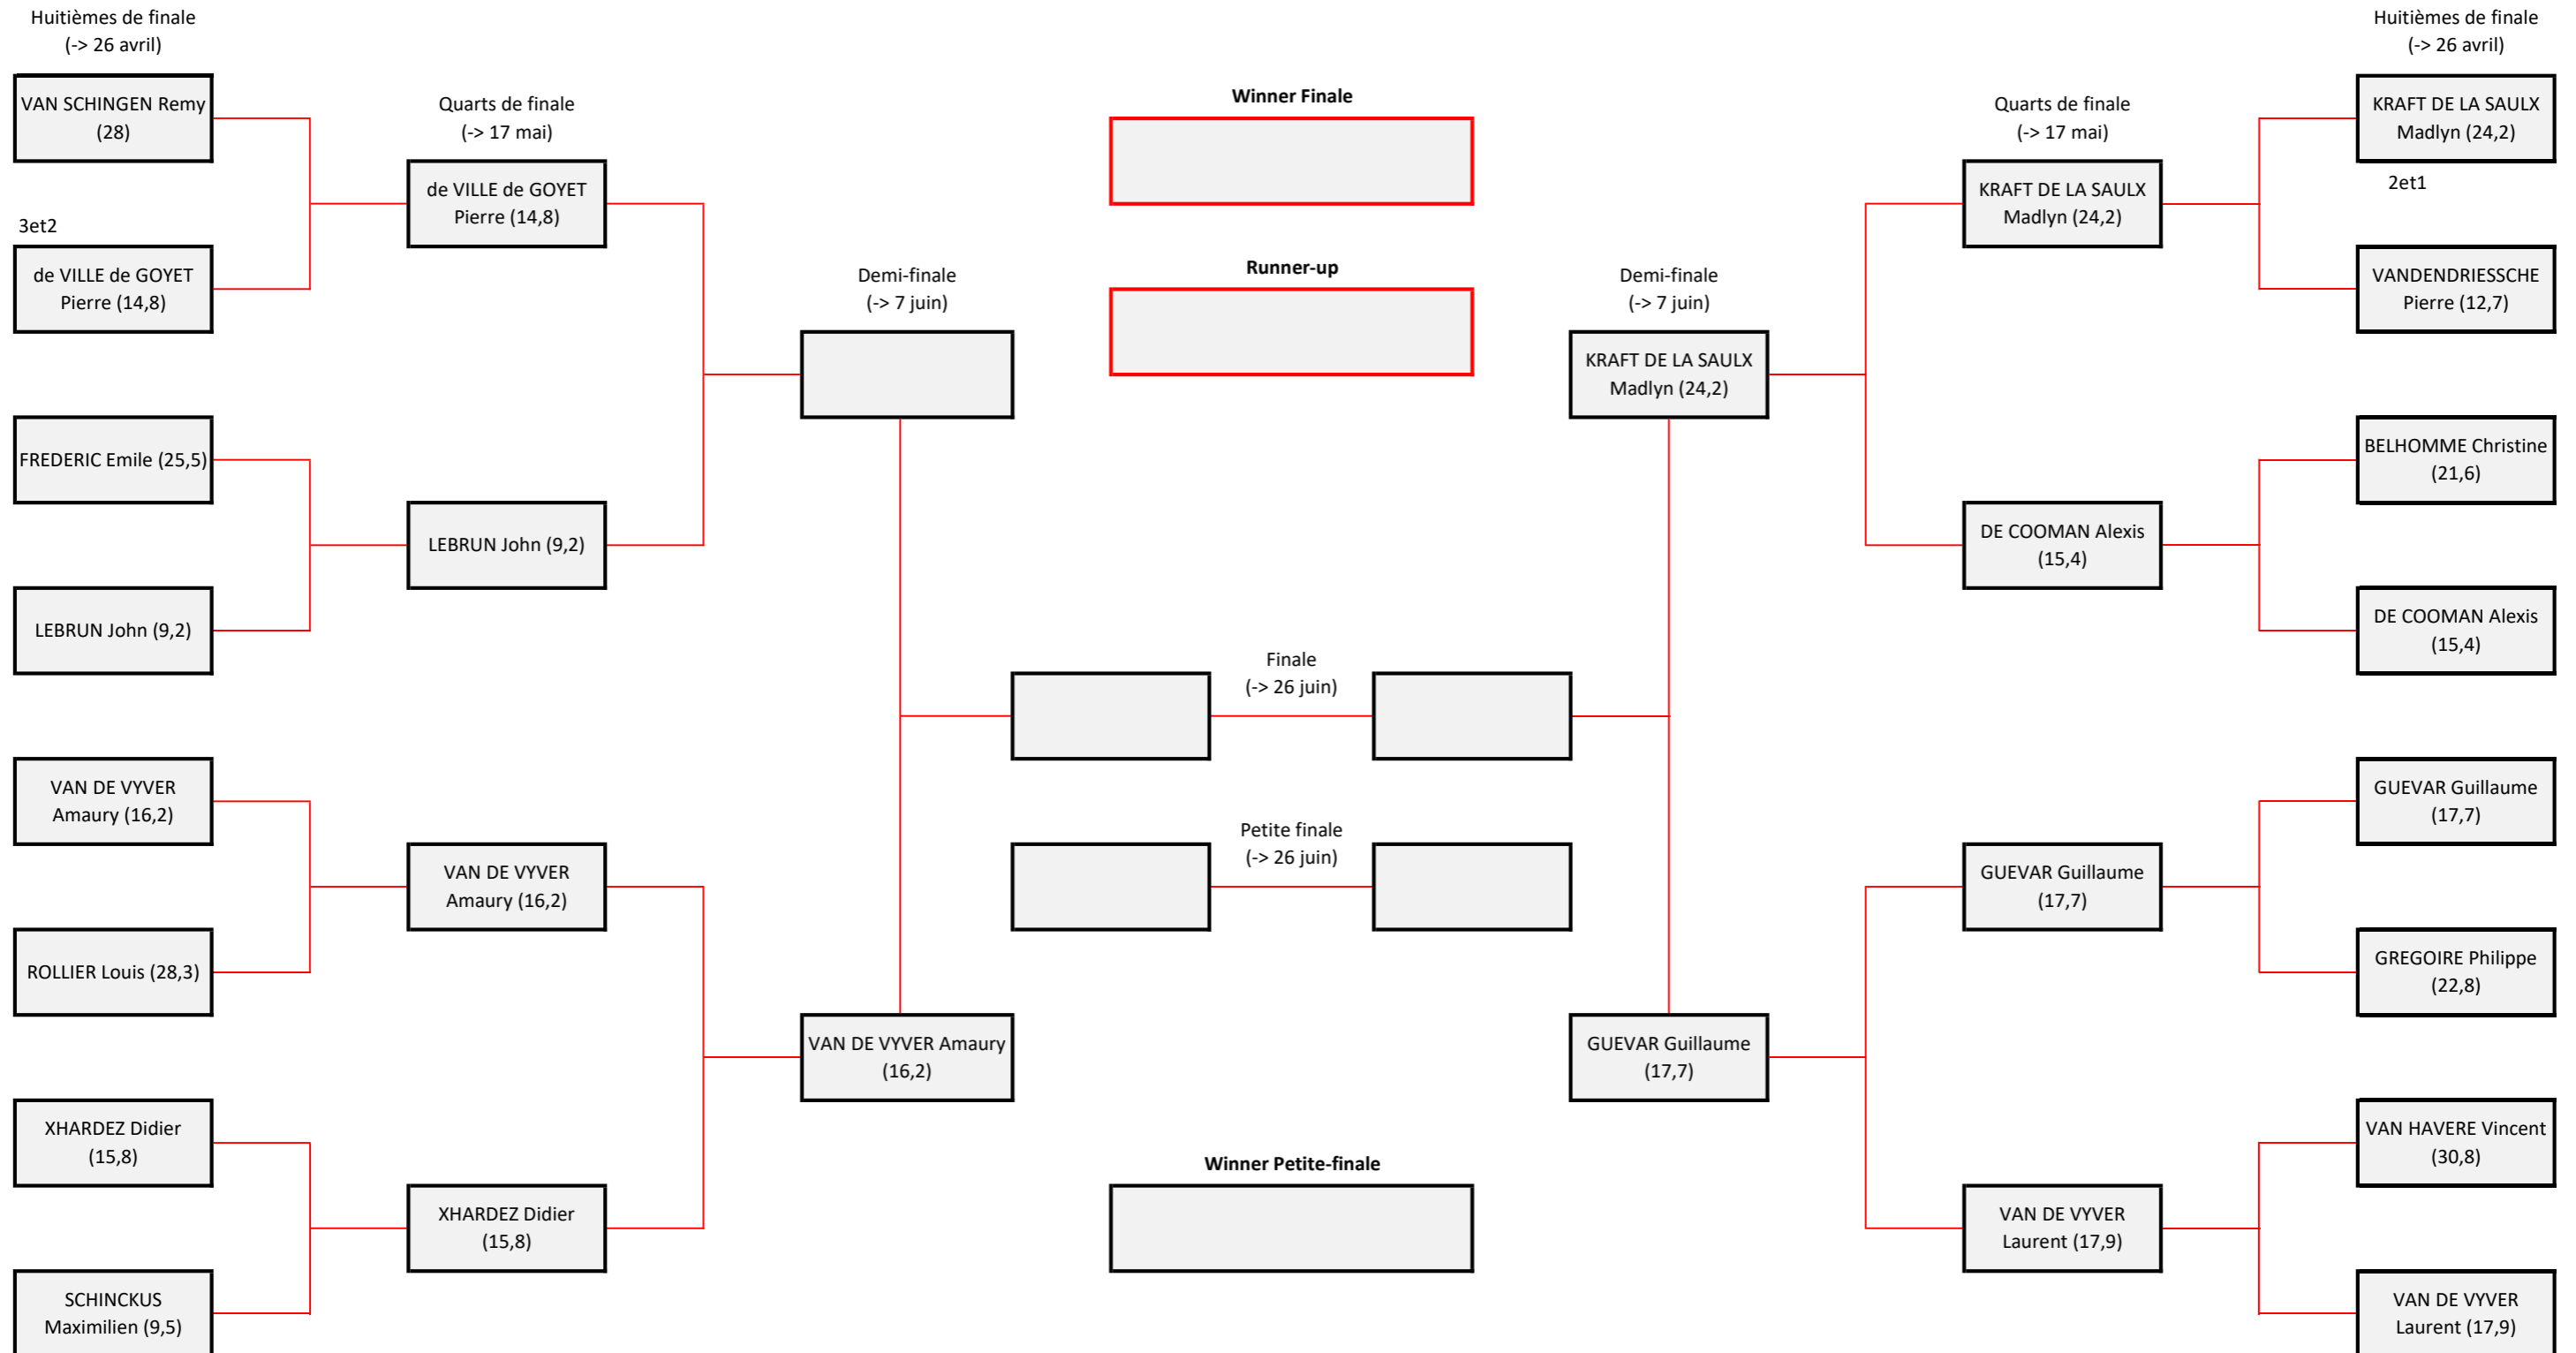 Huitièmes de finale
(-> 26 avril)
VAN SCHINGEN Remy
(28)
3et2
de VILLE de GOYET
Pierre (14,8)
FREDERIC Emile (25,5)
LEBRUN John (9,2)
VAN DE VYVER
Amaury (16,2)
ROLLIER Louis (28,3)
XHARDEZ Didier
(15,8)
SCHINCKUS
Maximilien (9,5)
Quarts de finale
(-> 17 mai)
de VILLE de GOYET
Pierre (14,8)
LEBRUN John (9,2)
VAN DE VYVER
Amaury (16,2)
XHARDEZ Didier
(15,8)
Demi-finale
(-> 7 juin)
VAN DE VYVER Amaury
(16,2)
Winner Finale
Runner-up
Finale
(-> 26 juin)
Petite finale
(-> 26 juin)
Winner Petite-finale
Demi-finale
(-> 7 juin)
KRAFT DE LA SAULX
Madlyn (24,2)
GUEVAR Guillaume
(17,7)
Quarts de finale
(-> 17 mai)
KRAFT DE LA SAULX
Madlyn (24,2)
DE COOMAN Alexis
(15,4)
GUEVAR Guillaume
(17,7)
VAN DE VYVER
Laurent (17,9)
Huitièmes de finale
(-> 26 avril)
KRAFT DE LA SAULX
Madlyn (24,2)
2et1
VANDENDRIESSCHE
Pierre (12,7)
BELHOMME Christine
(21,6)
DE COOMAN Alexis
(15,4)
GUEVAR Guillaume
(17,7)
GREGOIRE Philippe
(22,8)
VAN HAVERE Vincent
(30,8)
VAN DE VYVER
Laurent (17,9)